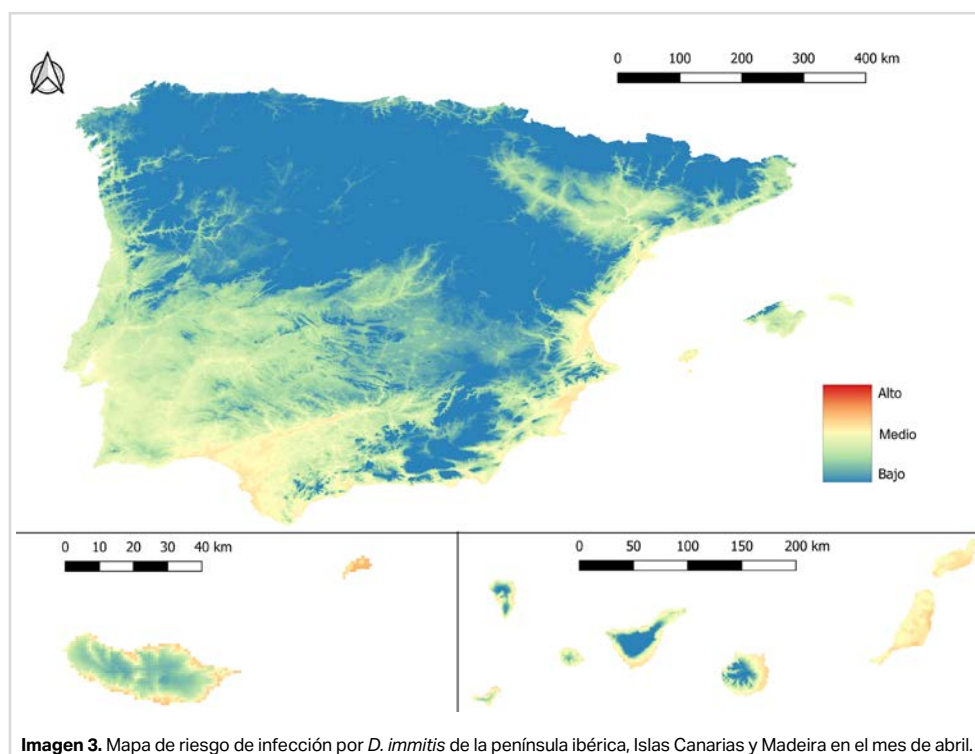 0 100 200 300 400 km
Alto
Medio
Bajo
0 10 20 30 40 km
0 50 100 150 200 km
Imagen 3. Mapa de riesgo de infección por D. immitis de la península ibérica, Islas Canarias y Madeira en el mes de abril.